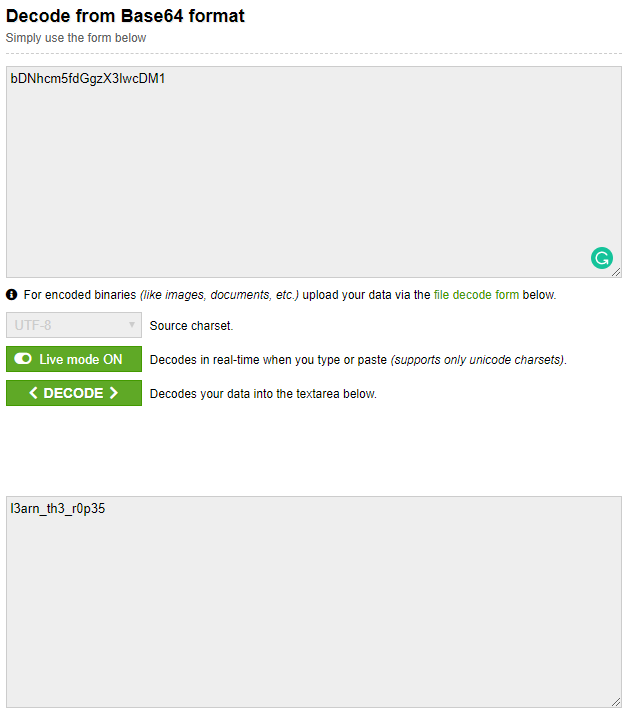 Decode from Base64 format
Simply use the form below
bDNhcm5fdGgzX3IwcDM1
For encoded binaries (like images, documents, etc.) upload your data via the file decode form below.
UTF-8 Source charset.
Live mode ON Decodes in real-time when you type or paste (supports only unicode charsets).
< DECODE > Decodes your data into the textarea below.
l3arn_th3_r0p35